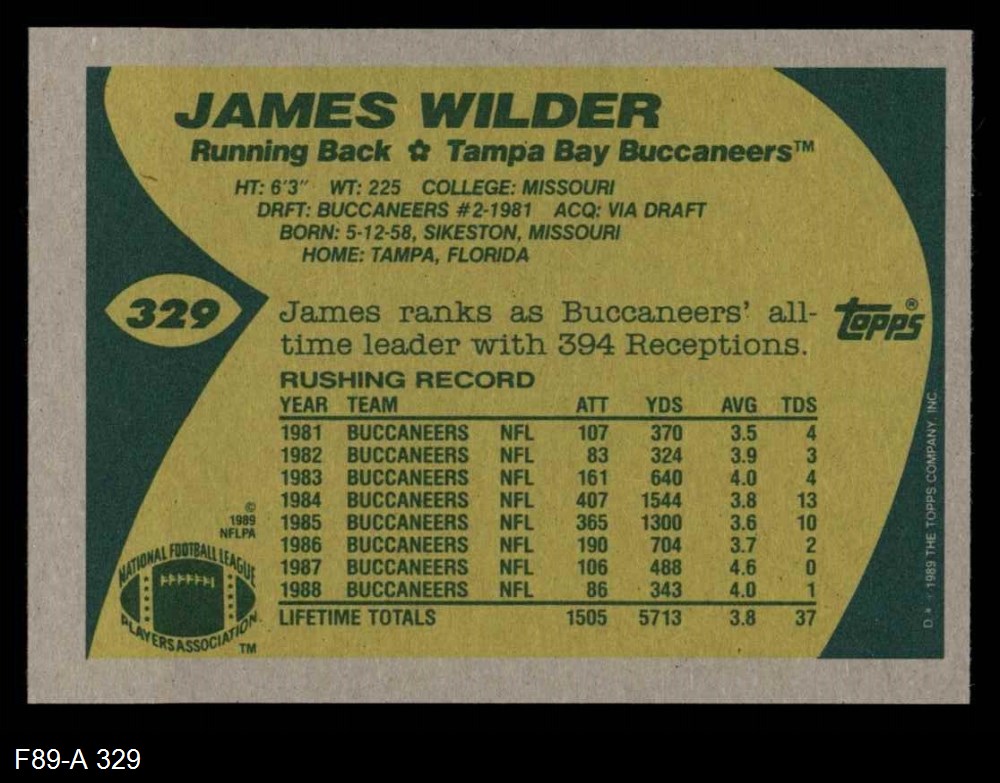 JAMES WILDER
Running Back ✿ Tampa Bay Buccaneers™
HT: 6'3" WT: 225 COLLEGE: MISSOURI
DRFT: BUCCANEERS #2-1981 ACQ: VIA DRAFT
BORN: 5-12-58, SIKESTON, MISSOURI
HOME: TAMPA, FLORIDA
329
James ranks as Buccaneers' all-
time leader with 394 Receptions.
topps®
RUSHING RECORD
YEAR TEAM ATT YDS AVG TDS
1981 BUCCANEERS NFL 107 370 3.5 4
1982 BUCCANEERS NFL 83 324 3.9 3
1983 BUCCANEERS NFL 161 640 4.0 4
1984 BUCCANEERS NFL 407 1544 3.8 13
1985 BUCCANEERS NFL 365 1300 3.6 10
1986 BUCCANEERS NFL 190 704 3.7 2
1987 BUCCANEERS NFL 106 488 4.6 0
1988 BUCCANEERS NFL 86 343 4.0 1
LIFETIME TOTALS 1505 5713 3.8 37
©
1989
NFLPA
NATIONAL FOOTBALL LEAGUE
PLAYERS ASSOCIATION
TM
D.* · 1989 THE TOPPS COMPANY, INC.
F89-A 329